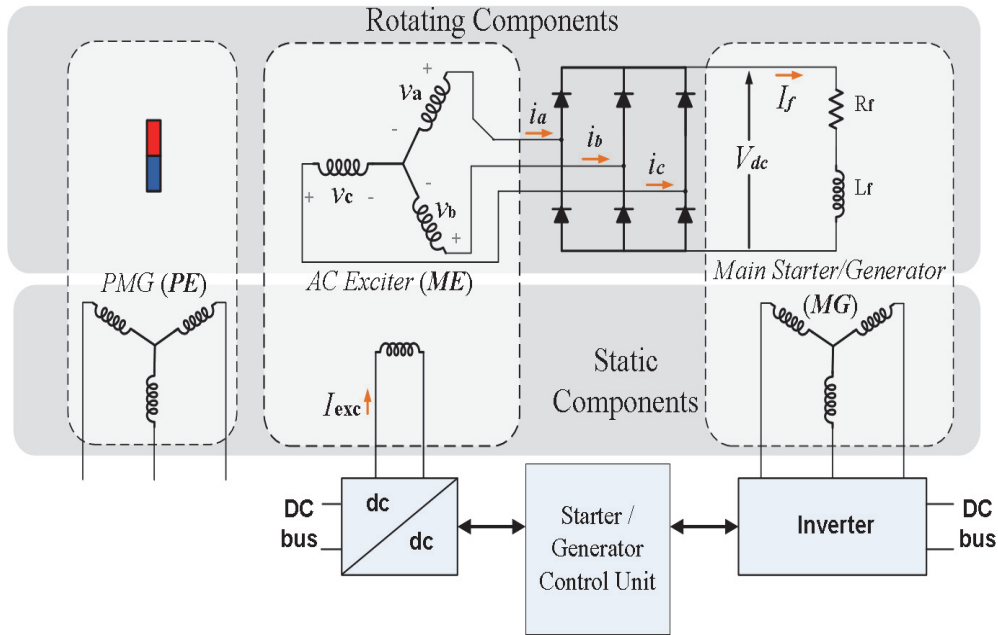 Rotating Components
+
va
-
ia
If
Rf
ib
Vdc
ic
+
vc
-
-
vb
+
Lf
PMG (PE)
AC Exciter (ME)
Main Starter/Generator
(MG)
Static
Components
Iexc
DC
bus
dc
dc
Starter /
Generator
Control Unit
Inverter
DC
bus